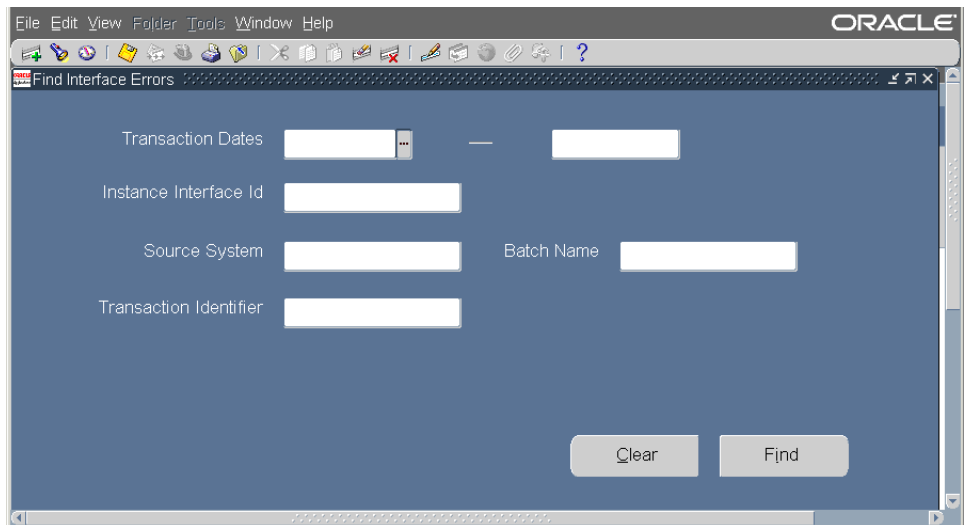 File Edit View Folder Tools Window Help
ORACLE
Find Interface Errors
Transaction Dates
Instance Interface Id
Source System
Batch Name
Transaction Identifier
Clear
Find